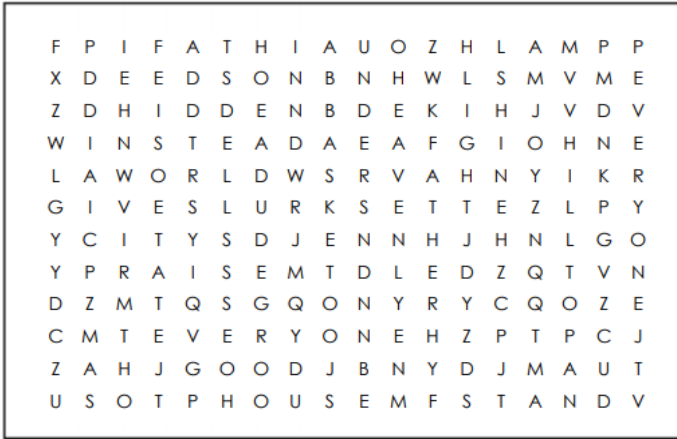 F P I F A T H I A U O Z H L A M P P
X D E E D S O N B N H W L S M V M E
Z D H I D D E N B D E K I H J V D V
W I N S T E A D A E A F G I O H N E
L A W O R L D W S R V A H N Y I K R
G I V E S L U R K S E T T E Z L P Y
Y C I T Y S D J E N N H J H N L G O
Y P R A I S E M T D L E D Z Q T V N
D Z M T Q S G Q O N Y R Y C Q O Z E
C M T E V E R Y O N E H Z P T P C J
Z A H J G O O D J B N Y D J M A U T
U S O T P H O U S E M F S T A N D V